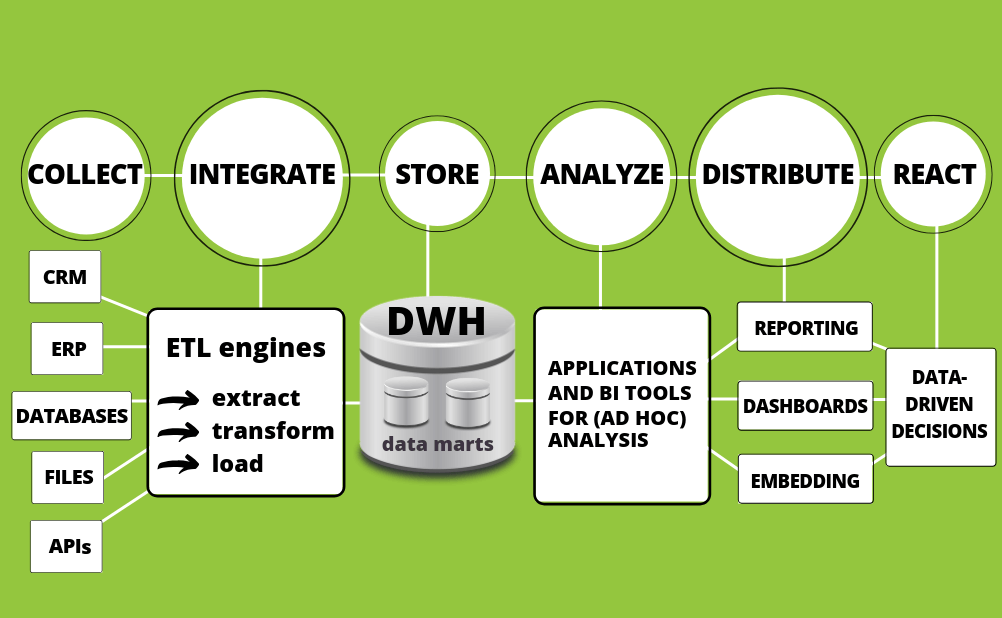 COLLECT
INTEGRATE
STORE
ANALYZE
DISTRIBUTE
REACT
CRM
ERP
DATABASES
FILES
APIs
ETL engines
extract
transform
load
DWH
data marts
APPLICATIONS
AND BI TOOLS
FOR (AD HOC)
ANALYSIS
REPORTING
DASHBOARDS
EMBEDDING
DATA-
DRIVEN
DECISIONS